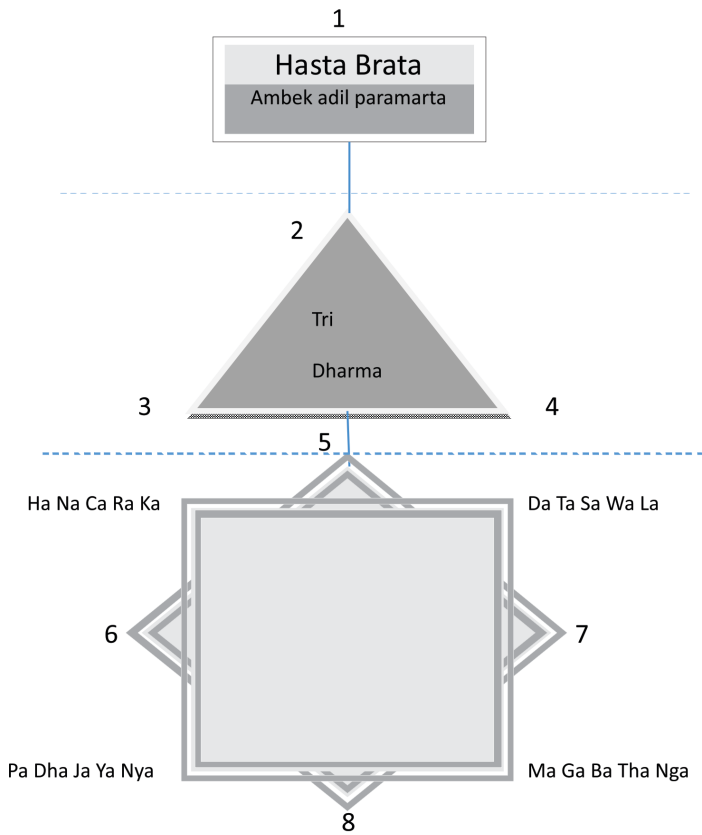 1
Hasta Brata
Ambek adil paramarta
2
Tri
Dharma
3
4
5
Ha Na Ca Ra Ka
Da Ta Sa Wa La
6
7
Pa Dha Ja Ya Nya
Ma Ga Ba Tha Nga
8